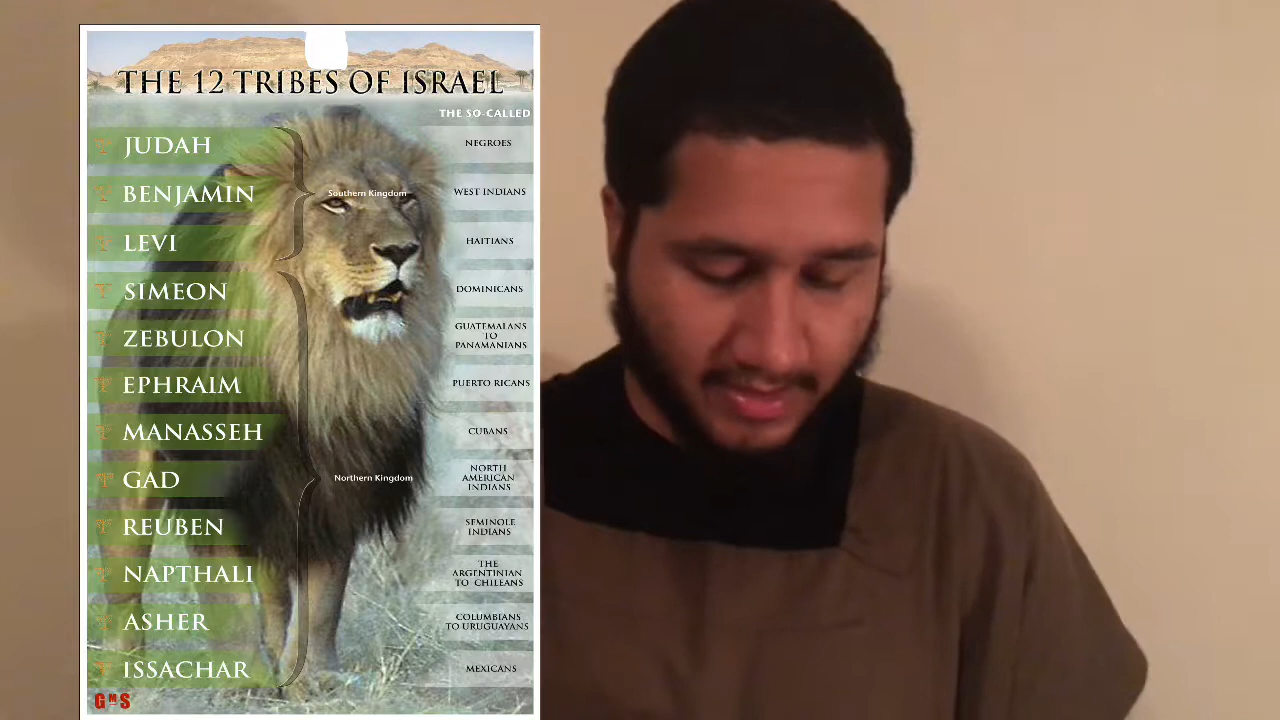 THE 12 TRIBES OF ISRAEL
THE SO-CALLED
JUDAH
NEGROES
BENJAMIN
Southern Kingdom
WEST INDIANS
LEVI
HAITIANS
SIMEON
DOMINICANS
ZEBULON
GUATEMALANS
TO
PANAMANIANS
EPHRAIM
PUERTO RICANS
MANASSEH
CUBANS
GAD
Northern Kingdom
NORTH
AMERICAN
INDIANS
REUBEN
SEMINOLE
INDIANS
NAPTHALI
THE
ARGENTINIAN
TO CHILEANS
ASHER
COLUMBIANS
TO URUGUAYANS
ISSACHAR
MEXICANS
GMS